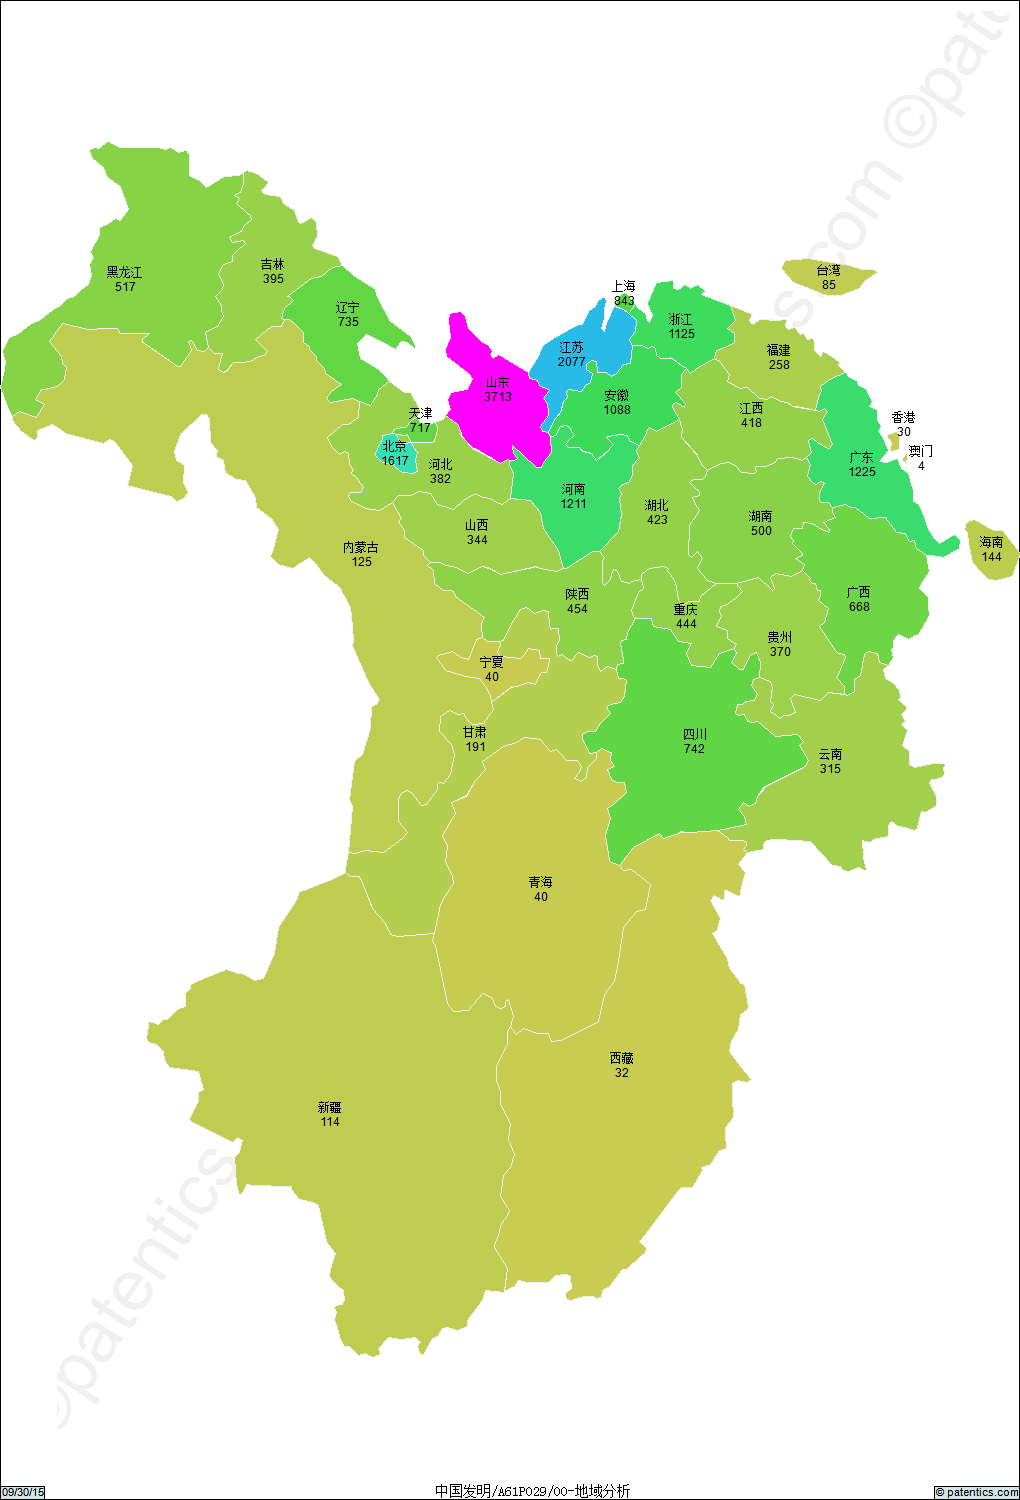 ©patentics.com ©patentics
黑龙江
517
吉林
395
辽宁
735
台湾
85
上海
843
浙江
1125
江苏
2077
福建
258
山东
3713
安徽
1088
江西
418
天津
717
香港
30
澳门
4
北京
1617
河北
382
广东
1225
河南
1211
湖北
423
湖南
500
山西
344
海南
144
内蒙古
125
陕西
454
重庆
444
广西
668
贵州
370
宁夏
40
甘肃
191
四川
742
云南
315
青海
40
西藏
32
新疆
114
09/30/15
中国发明/A61P029/00-地域分析
© patentics.com